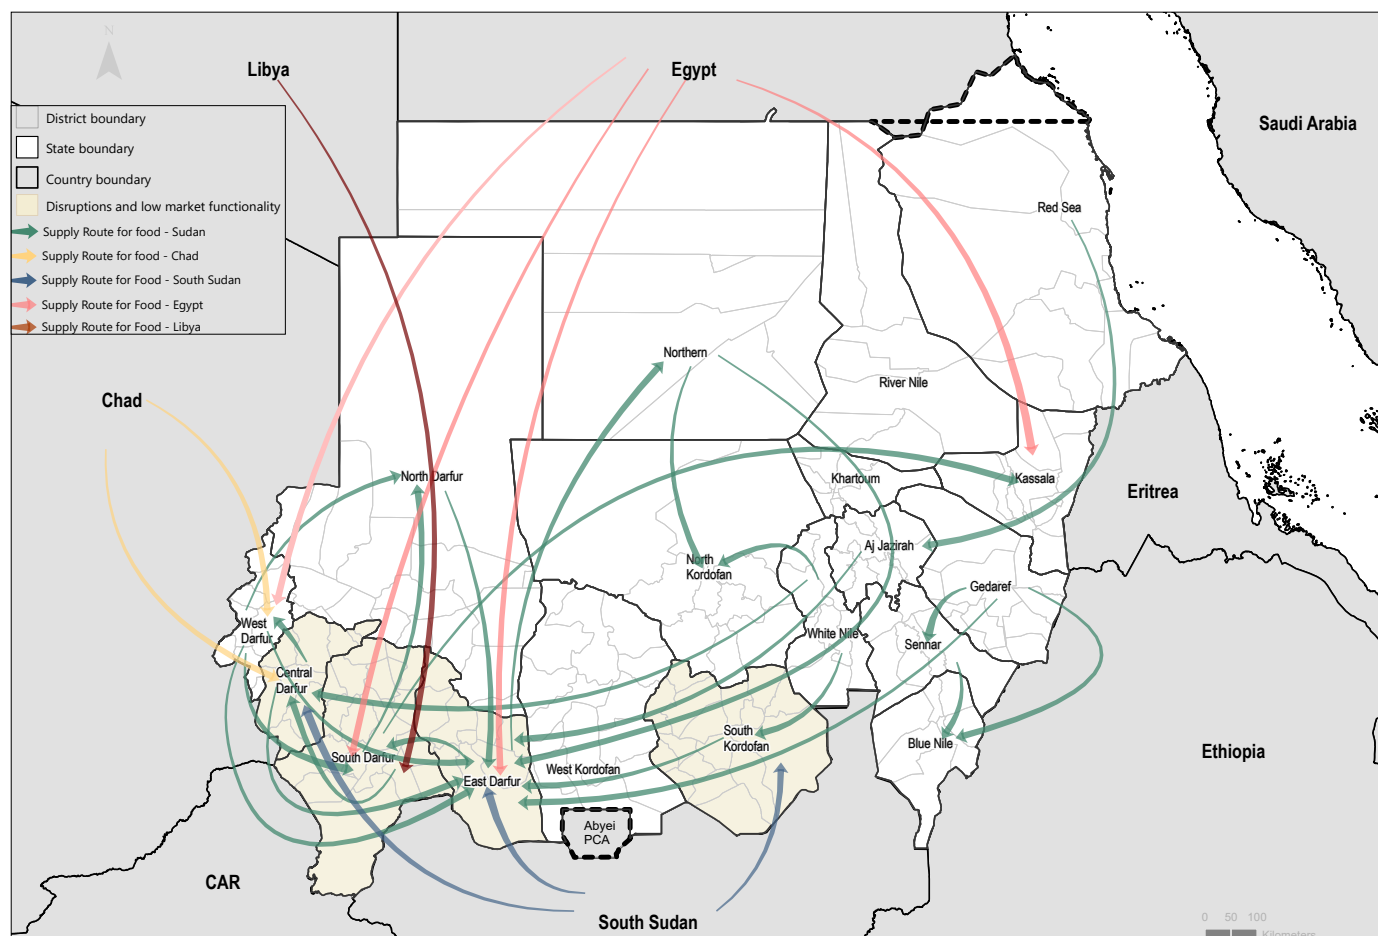 N
Libya
Egypt
Saudi Arabia
District boundary
State boundary
Country boundary
Disruptions and low market functionality
Supply Route for food - Sudan
Supply Route for food - Chad
Supply Route for Food - South Sudan
Supply Route for Food - Egypt
Supply Route for Food - Libya
Red Sea
Northern
River Nile
Chad
North Darfur
Khartoum
Kassala
Eritrea
Aj Jazirah
North
Kordofan
Gedaref
West
Darfur
White Nile
Sennar
Central
Darfur
South
Kordofan
Blue Nile
Ethiopia
South Darfur
West Kordofan
East Darfur
Abyei
PCA
CAR
South Sudan
0 50 100
Kilometers